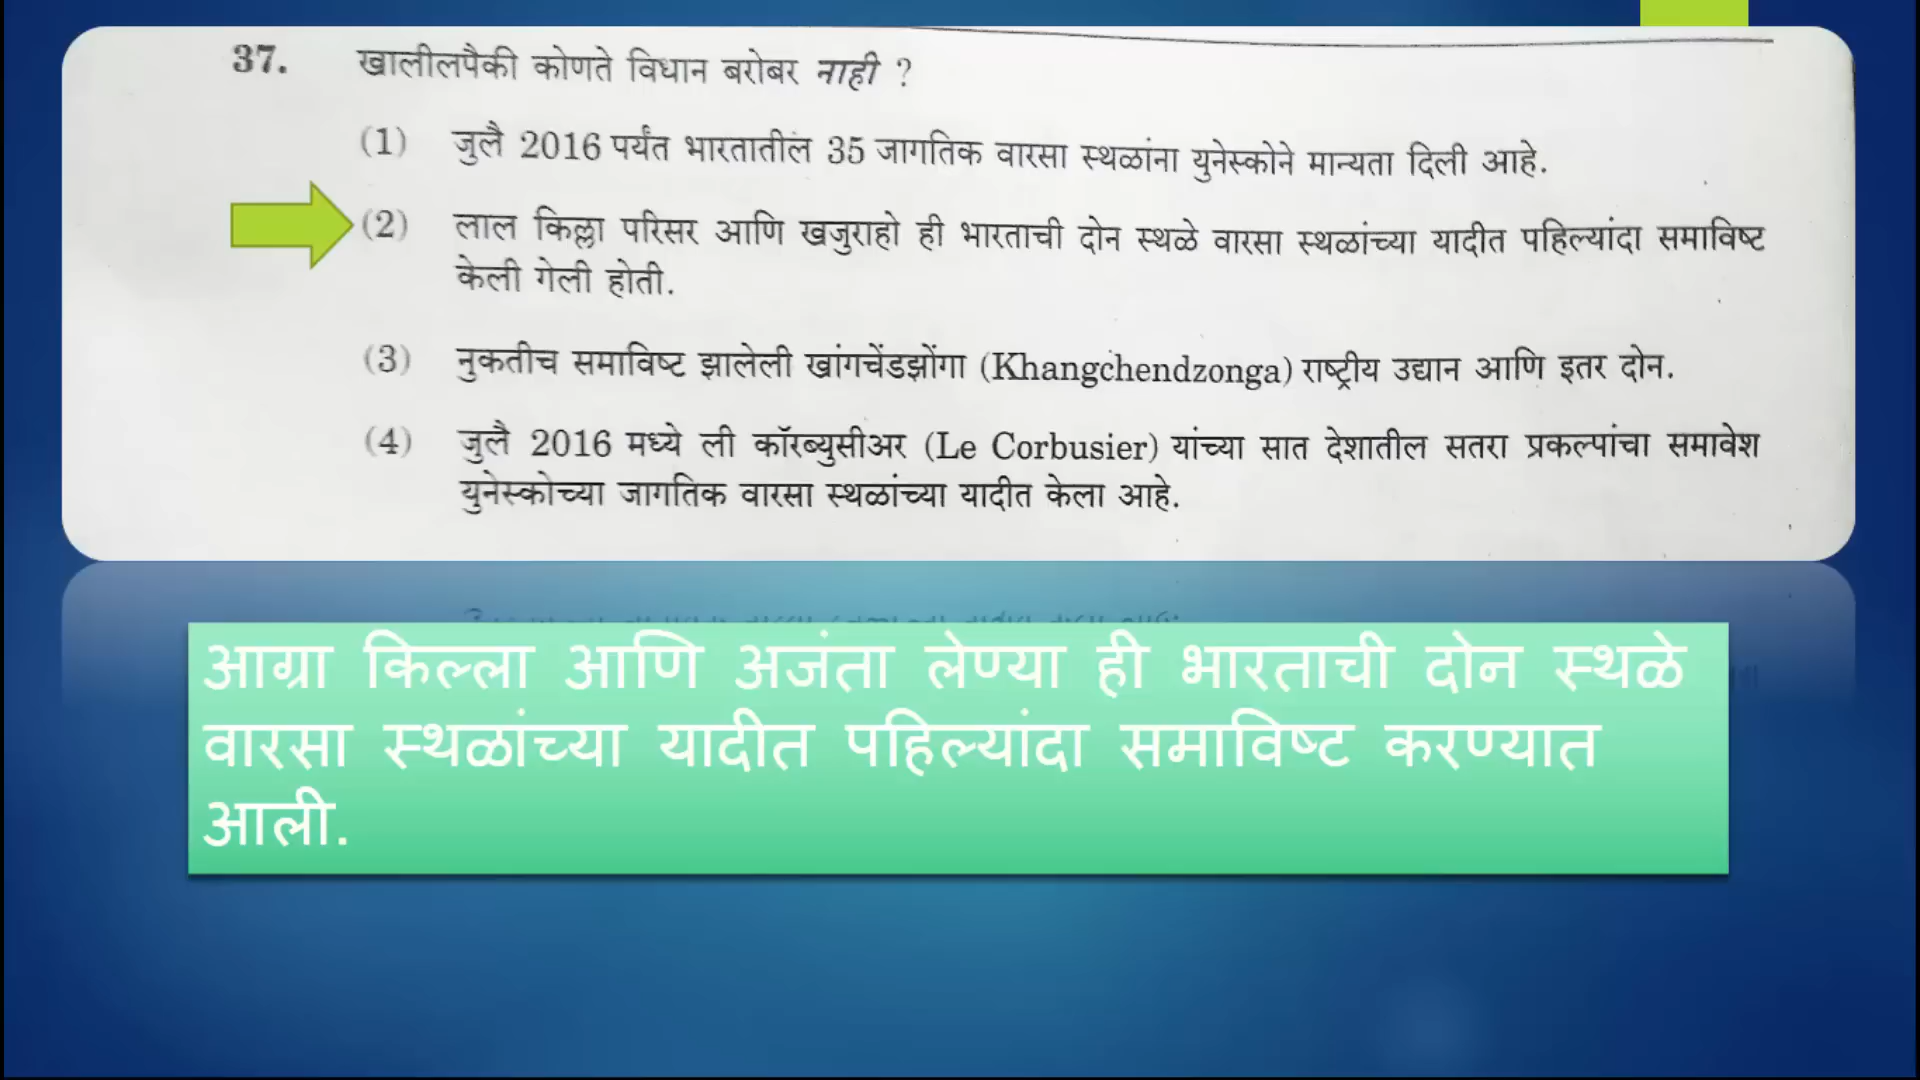 37. खालीलपैकी कोणते विधान बरोबर नाही ?
(1) जुलै 2016 पर्यंत भारतातील 35 जागतिक वारसा स्थळांना युनेस्कोने मान्यता दिली आहे.
(2) लाल किल्ला परिसर आणि खजुराहो ही भारताची दोन स्थळे वारसा स्थळांच्या यादीत पहिल्यांदा समाविष्ट
केली गेली होती.
(3) नुकतीच समाविष्ट झालेली खांगचेंडझोंगा (Khangchendzonga) राष्ट्रीय उद्यान आणि इतर दोन.
(4) जुलै 2016 मध्ये ली कॉरब्युसीअर (Le Corbusier) यांच्या सात देशातील सतरा प्रकल्पांचा समावेश
युनेस्कोच्या जागतिक वारसा स्थळांच्या यादीत केला आहे.
आग्रा किल्ला आणि अजंता लेण्या ही भारताची दोन स्थळे
वारसा स्थळांच्या यादीत पहिल्यांदा समाविष्ट करण्यात
आली.